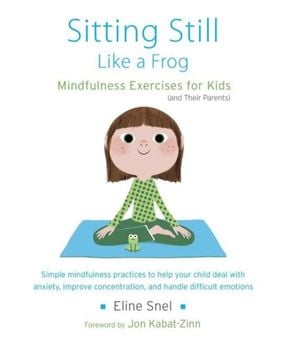 Sitting Still
Like a Frog
Mindfulness Exercises for Kids
(and Their Parents)
Simple mindfulness practices to help your child deal with
anxiety, improve concentration, and handle difficult emotions
Eline Snel
Foreword by Jon Kabat-Zinn